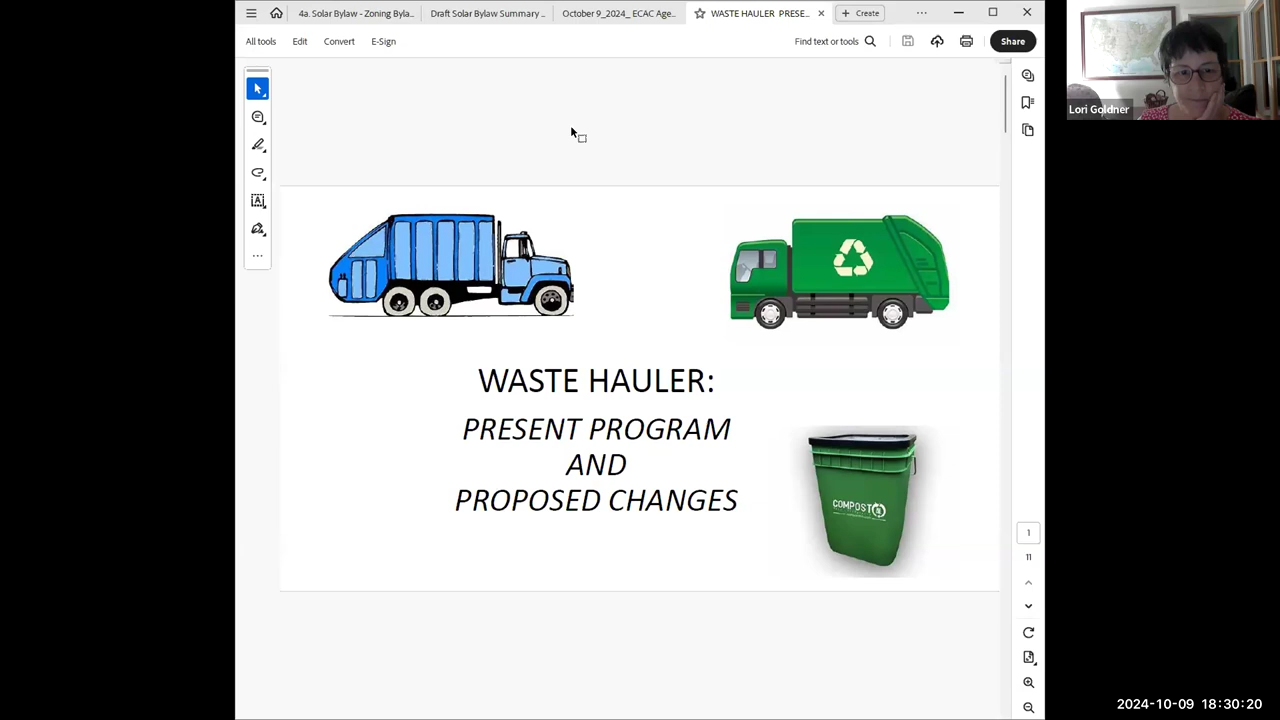 4a. Solar Bylaw - Zoning Byla...
Draft Solar Bylaw Summary ...
October 9_2024_ ECAC Age...
WASTE HAULER PRESE...
Create
All tools
Edit
Convert
E-Sign
Find text or tools
Share
Lori Goldner
WASTE HAULER:
PRESENT PROGRAM
AND
PROPOSED CHANGES
COMPOST
1
11
2024-10-09 18:30:20